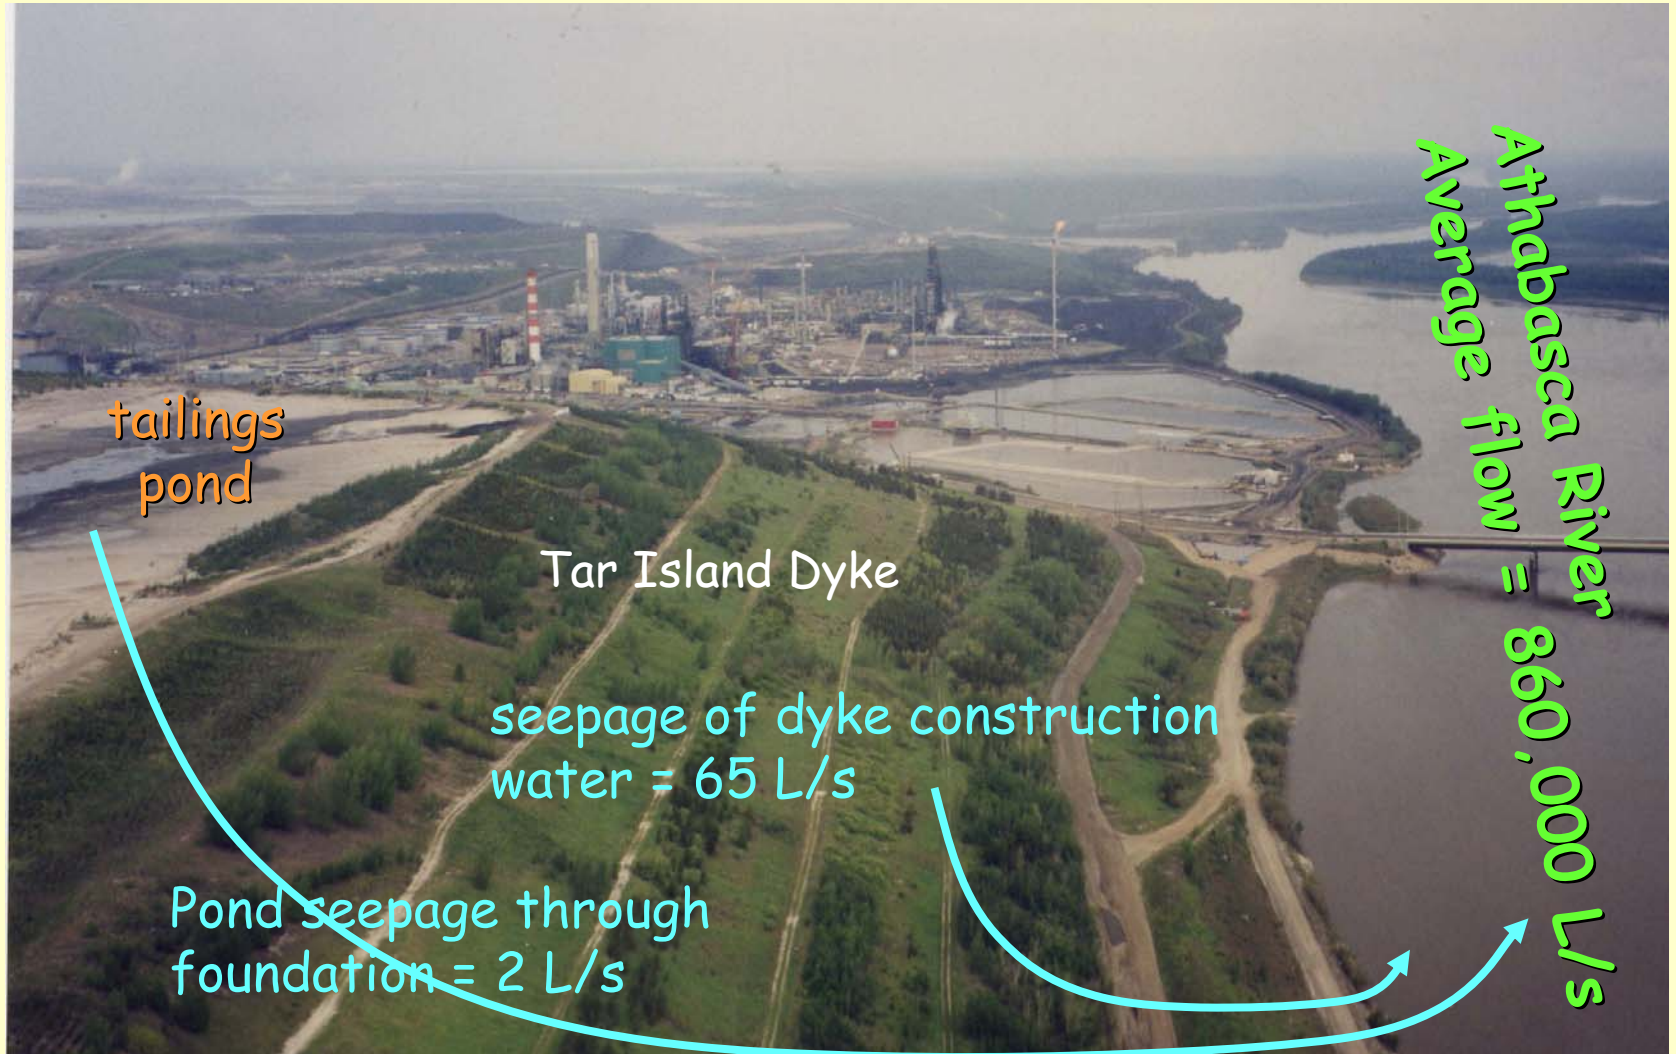 tailings
pond
Tar Island Dyke
seepage of dyke construction
water = 65 L/s
Pond seepage through
foundation = 2 L/s
Athabasca River
Average flow = 860,000 L/s